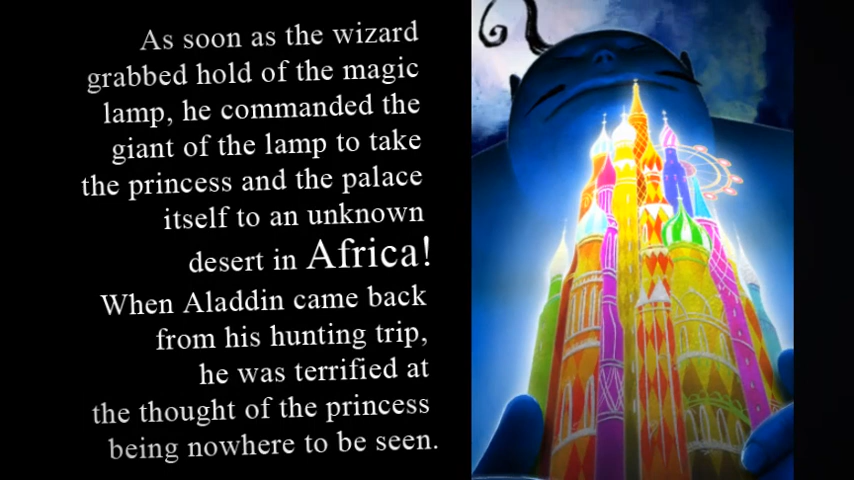 As soon as the wizard
grabbed hold of the magic
lamp, he commanded the
giant of the lamp to take
the princess and the palace
itself to an unknown
desert in Africa!
When Aladdin came back
from his hunting trip,
he was terrified at
the thought of the princess
being nowhere to be seen.